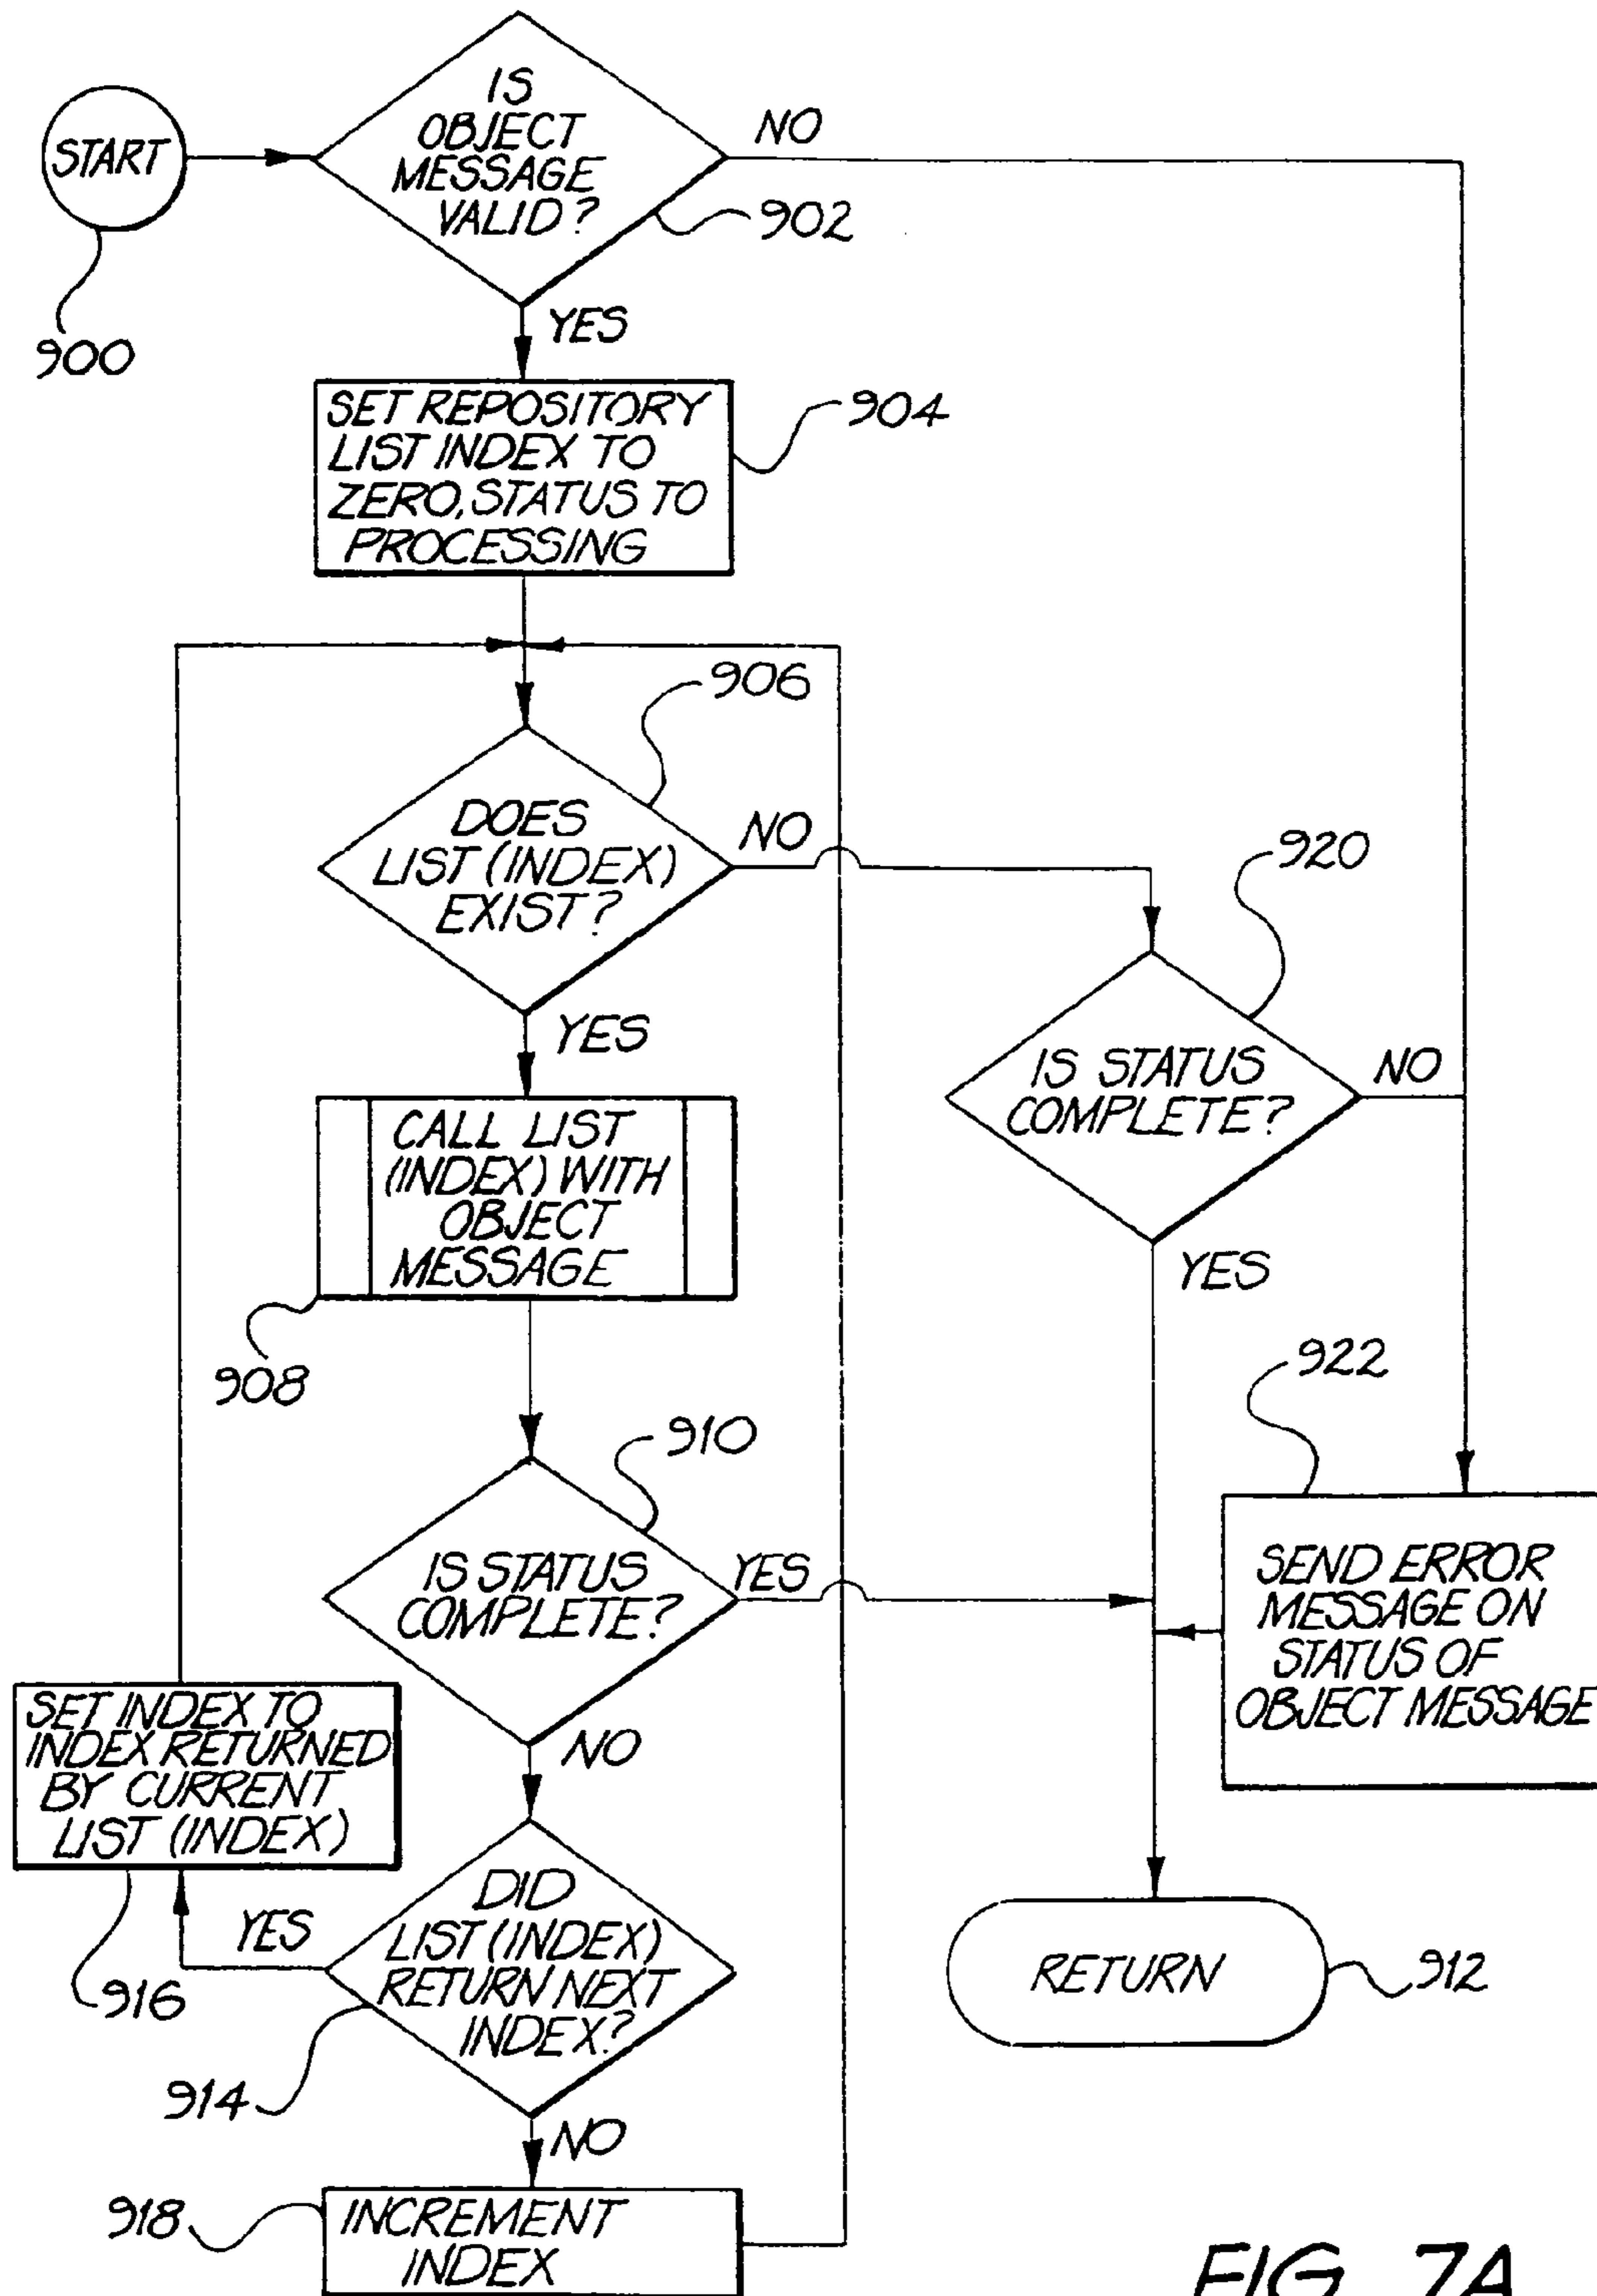 START
900
IS
OBJECT
MESSAGE
VALID?
902
NO
YES
SET REPOSITORY
LIST INDEX TO
ZERO, STATUS TO
PROCESSING
904
906
DOES
LIST (INDEX)
EXIST?
NO
YES
920
IS STATUS
COMPLETE?
NO
YES
CALL LIST
(INDEX) WITH
OBJECT
MESSAGE
908
910
IS STATUS
COMPLETE?
YES
NO
922
SEND ERROR
MESSAGE ON
STATUS OF
OBJECT MESSAGE
SET INDEX TO
INDEX RETURNED
BY CURRENT
LIST (INDEX)
916
YES
DID
LIST (INDEX)
RETURN NEXT
INDEX?
914
NO
RETURN
912
918
INCREMENT
INDEX
FIG. 7A